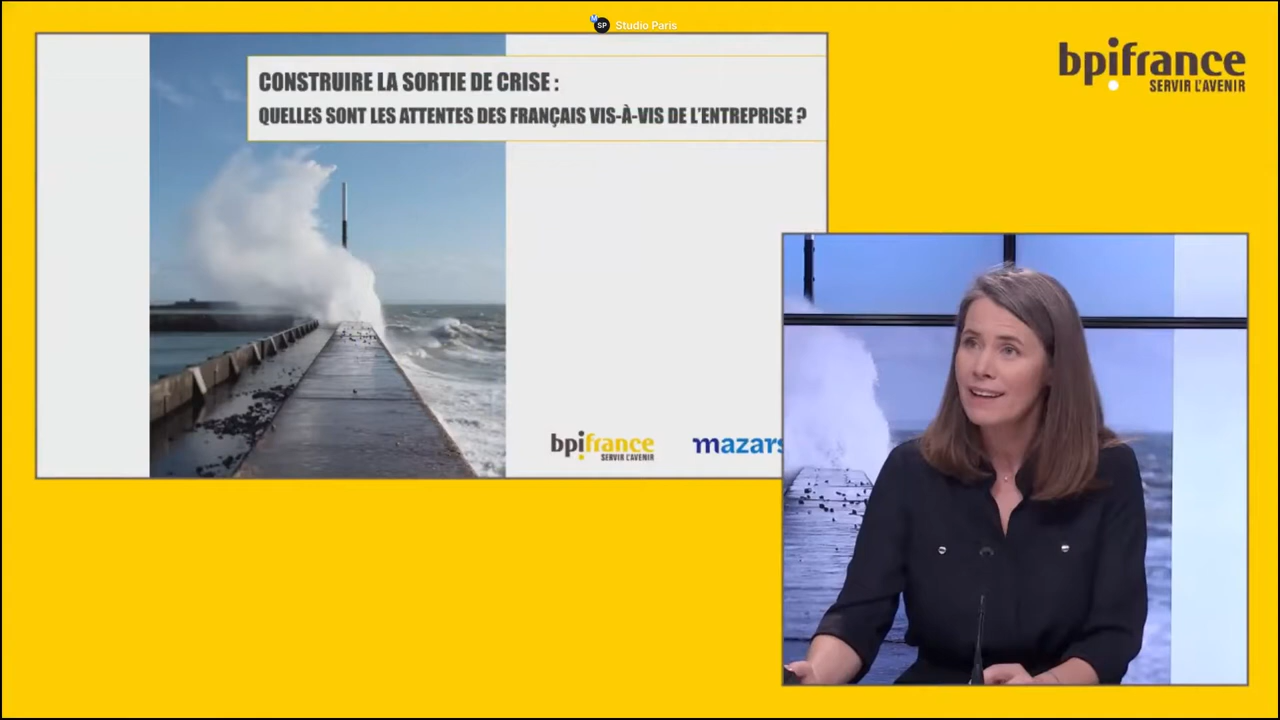 SP Studio Paris
CONSTRUIRE LA SORTIE DE CRISE :
QUELLES SONT LES ATTENTES DES FRANÇAIS VIS-À-VIS DE L'ENTREPRISE ?
bpifrance
SERVIR L'AVENIR
bpifrance
SERVIR L'AVENIR
mazars